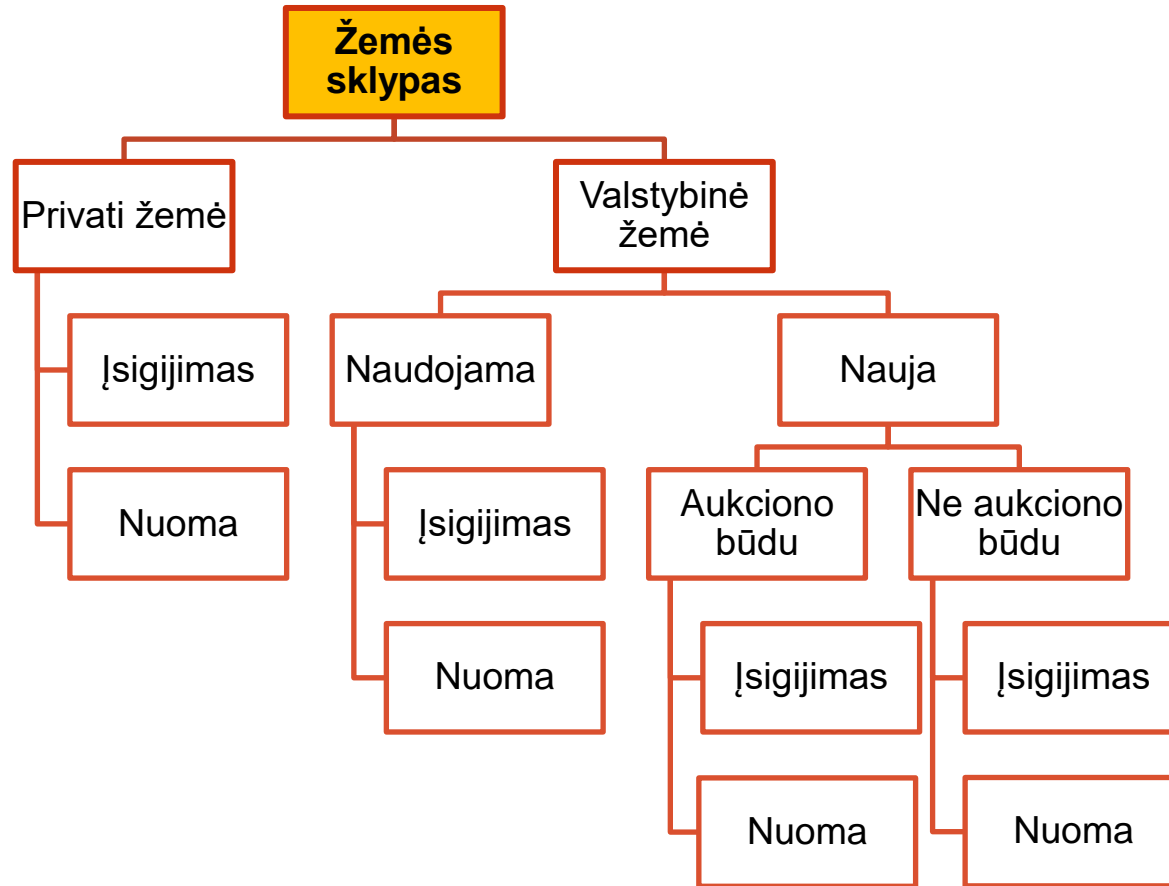 Žemės
sklypas
Privati žemė
Valstybinė
žemė
Įsigijimas
Nuoma
Naudojama
Nauja
Įsigijimas
Nuoma
Aukciono
būdu
Ne aukciono
būdu
Įsigijimas
Nuoma
Įsigijimas
Nuoma